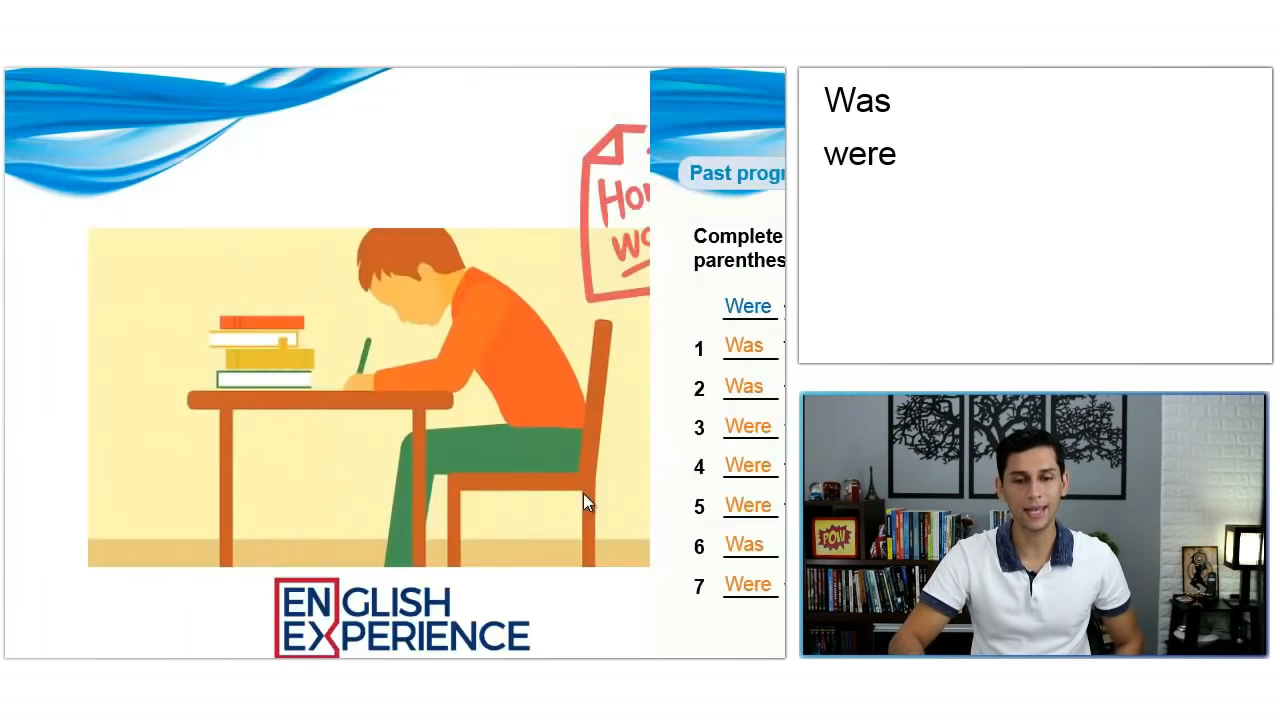 Was
were
Past progr
Complete
parenthes
Were
1 Was
2 Was
3 Were
4 Were
5 Were
6 Was
7 Were
ENGLISH
EXPERIENCE
POW